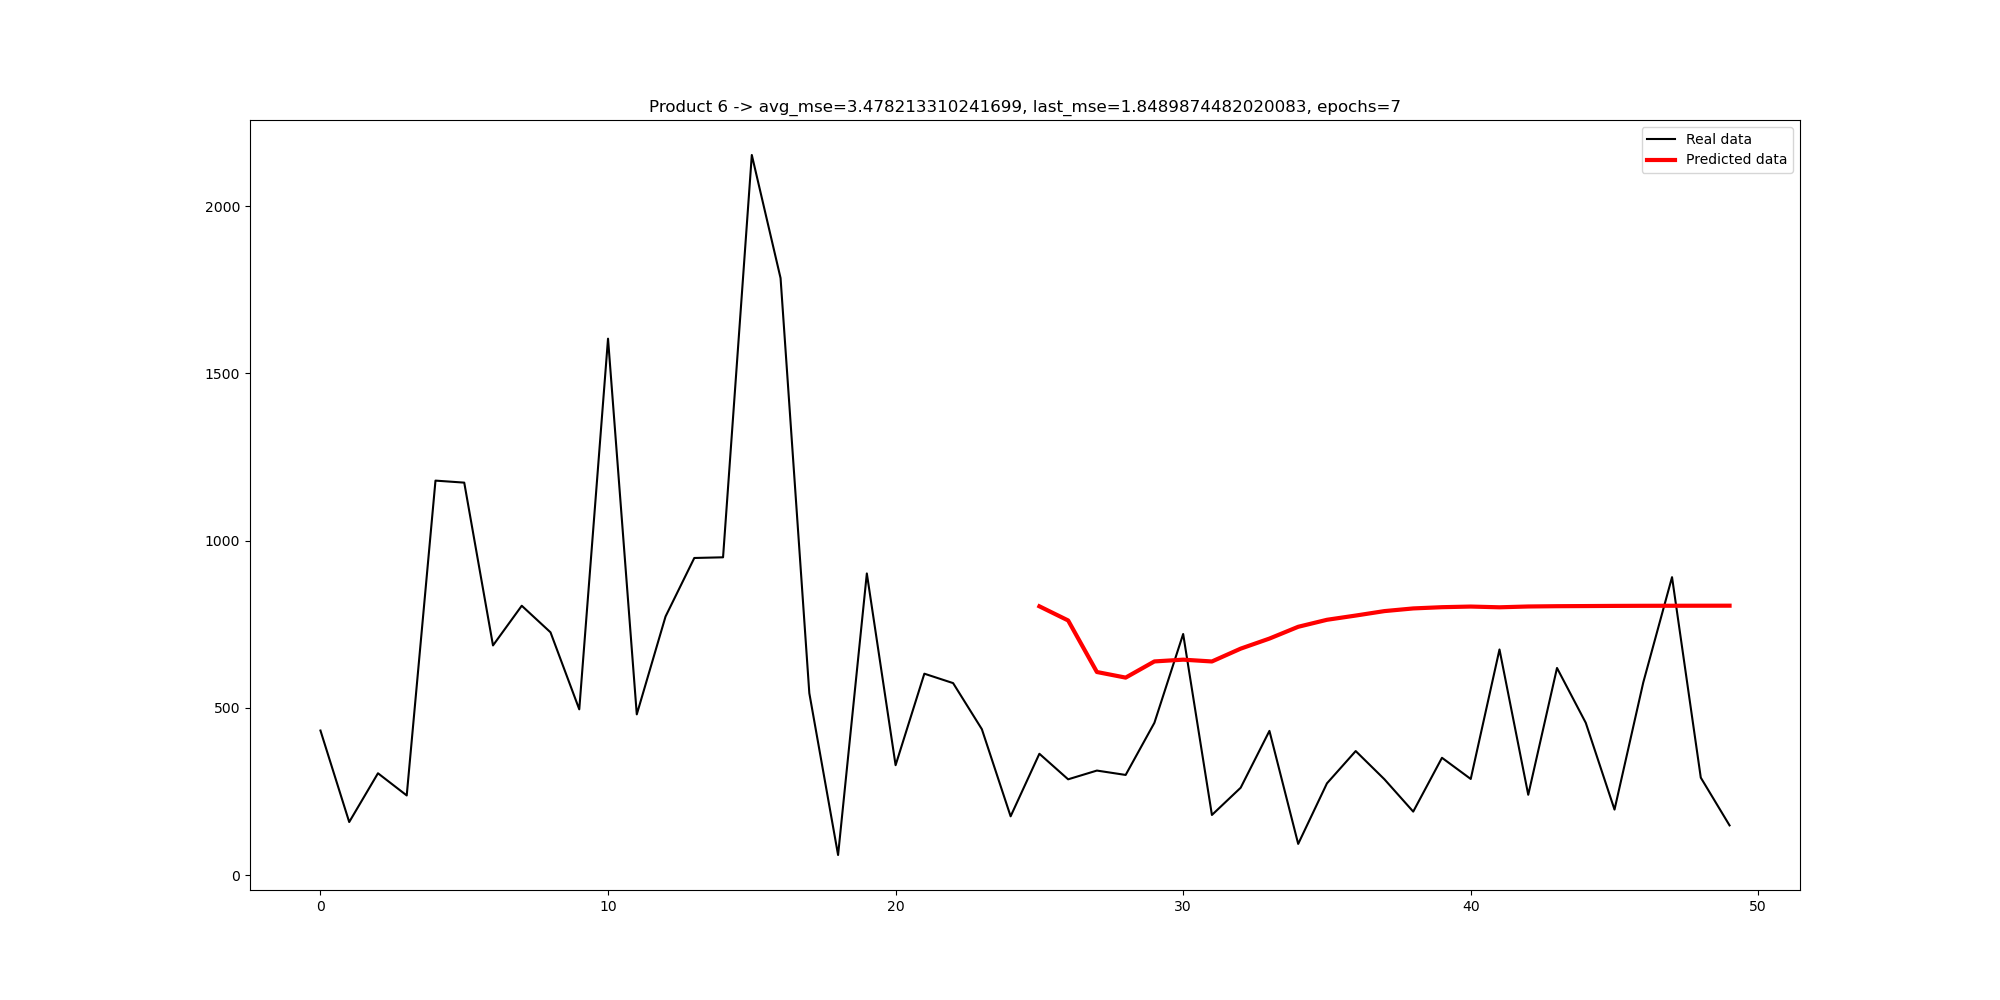 Product 6 -> avg_mse=3.478213310241699, last_mse=1.8489874482020083, epochs=7
Real data
Predicted data
2000
1500
1000
500
0
0 10 20 30 40 50